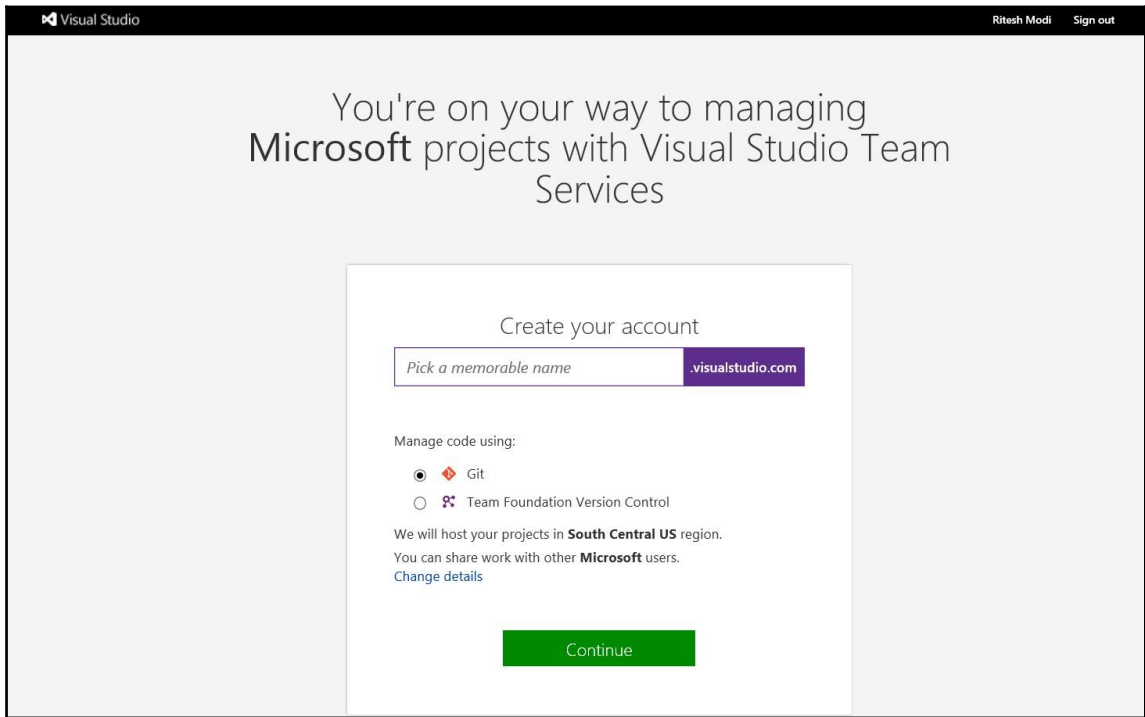 Visual Studio
Ritesh Modi Sign out
You're on your way to managing
Microsoft projects with Visual Studio Team
Services
Create your account
Pick a memorable name .visualstudio.com
Manage code using:
Git
Team Foundation Version Control
We will host your projects in South Central US region.
You can share work with other Microsoft users.
Change details
Continue